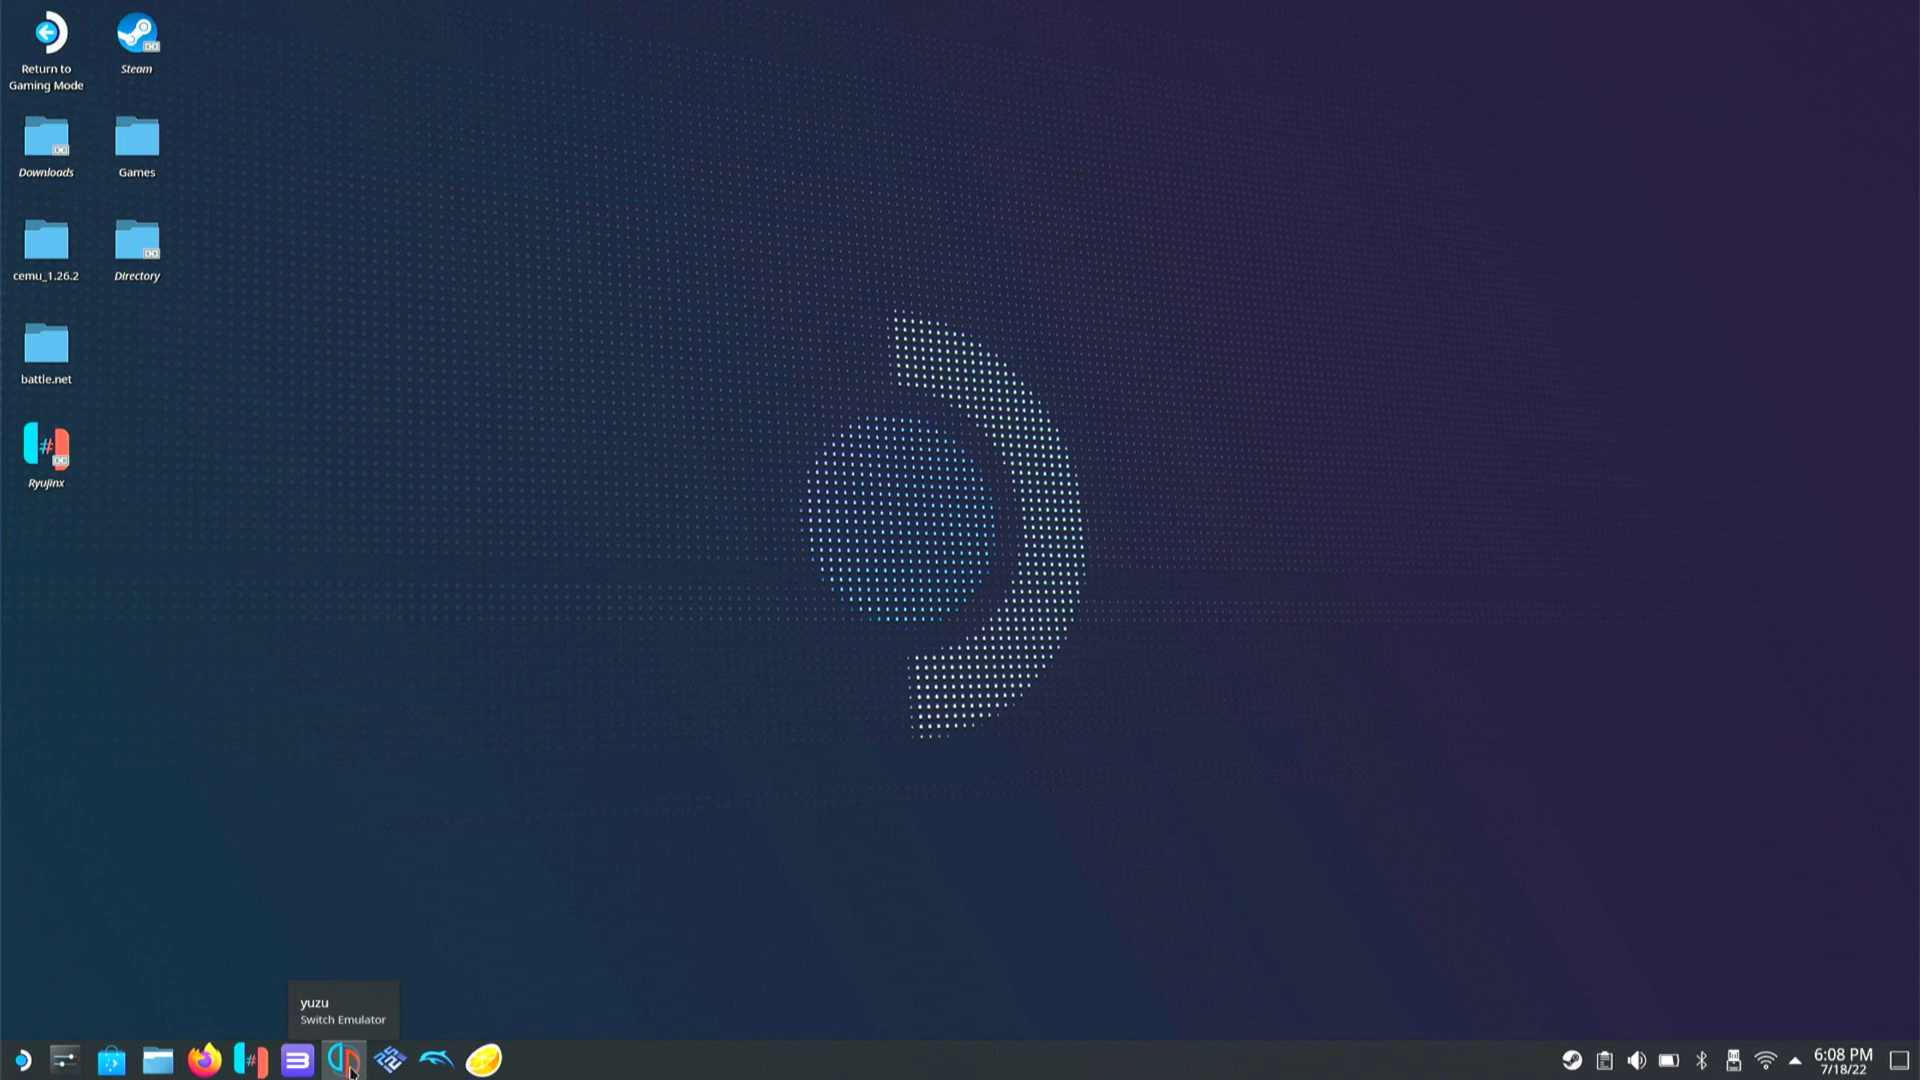 Return to
Gaming Mode
Steam
Downloads
Games
cemu_1.26.2
Directory
battle.net
#
Ryujinx
yuzu
Switch Emulator
#
6:08 PM
7/18/22